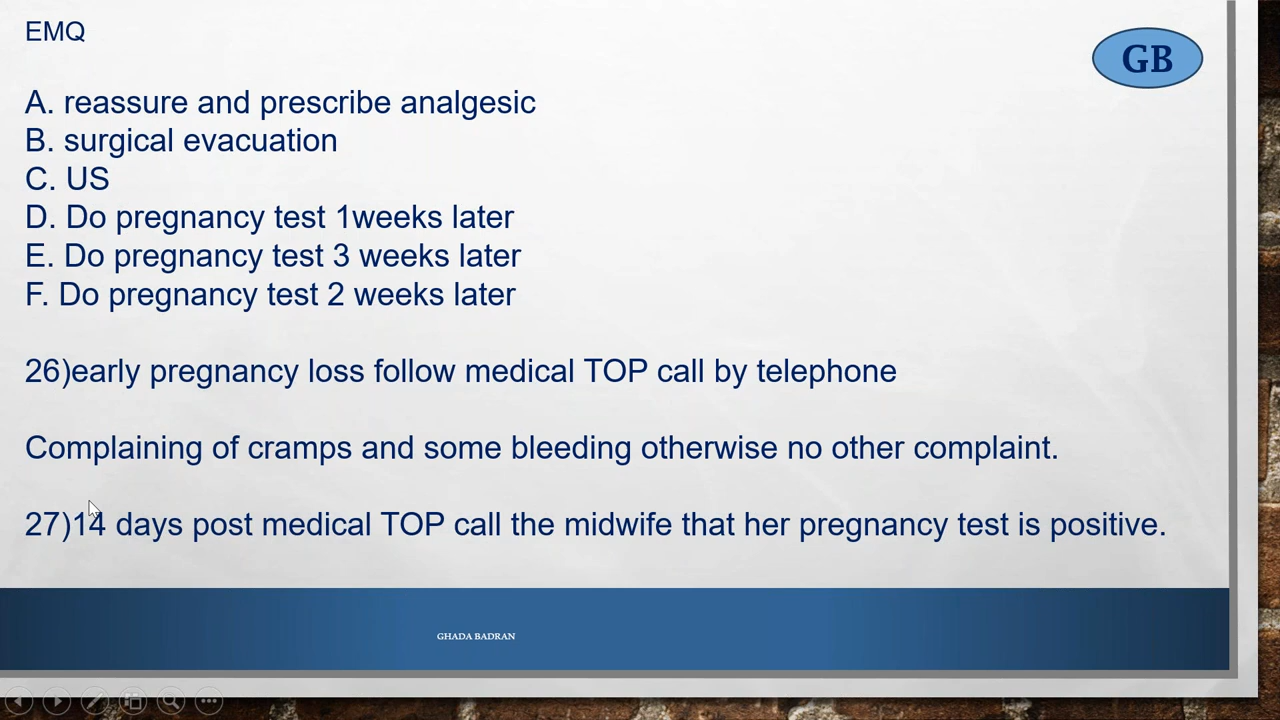 EMQ
GB
A. reassure and prescribe analgesic
B. surgical evacuation
C. US
D. Do pregnancy test 1weeks later
E. Do pregnancy test 3 weeks later
F. Do pregnancy test 2 weeks later
26)early pregnancy loss follow medical TOP call by telephone
Complaining of cramps and some bleeding otherwise no other complaint.
27)14 days post medical TOP call the midwife that her pregnancy test is positive.
GHADA BADRAN